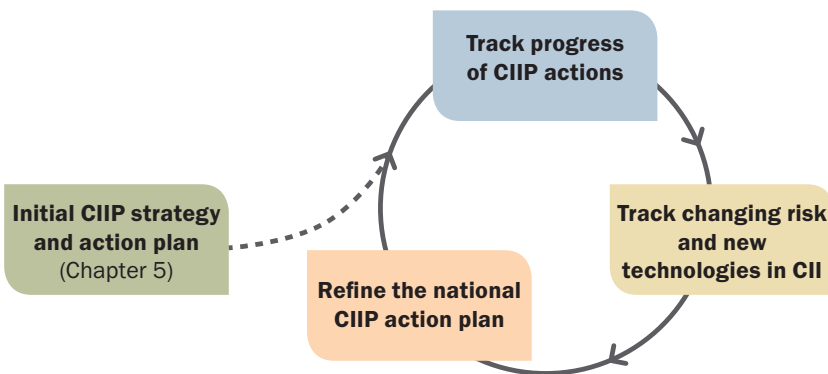 Track progress
of CIIP actions
Initial CIIP strategy
and action plan
(Chapter 5)
Track changing risk
and new
technologies in CII
Refine the national
CIIP action plan